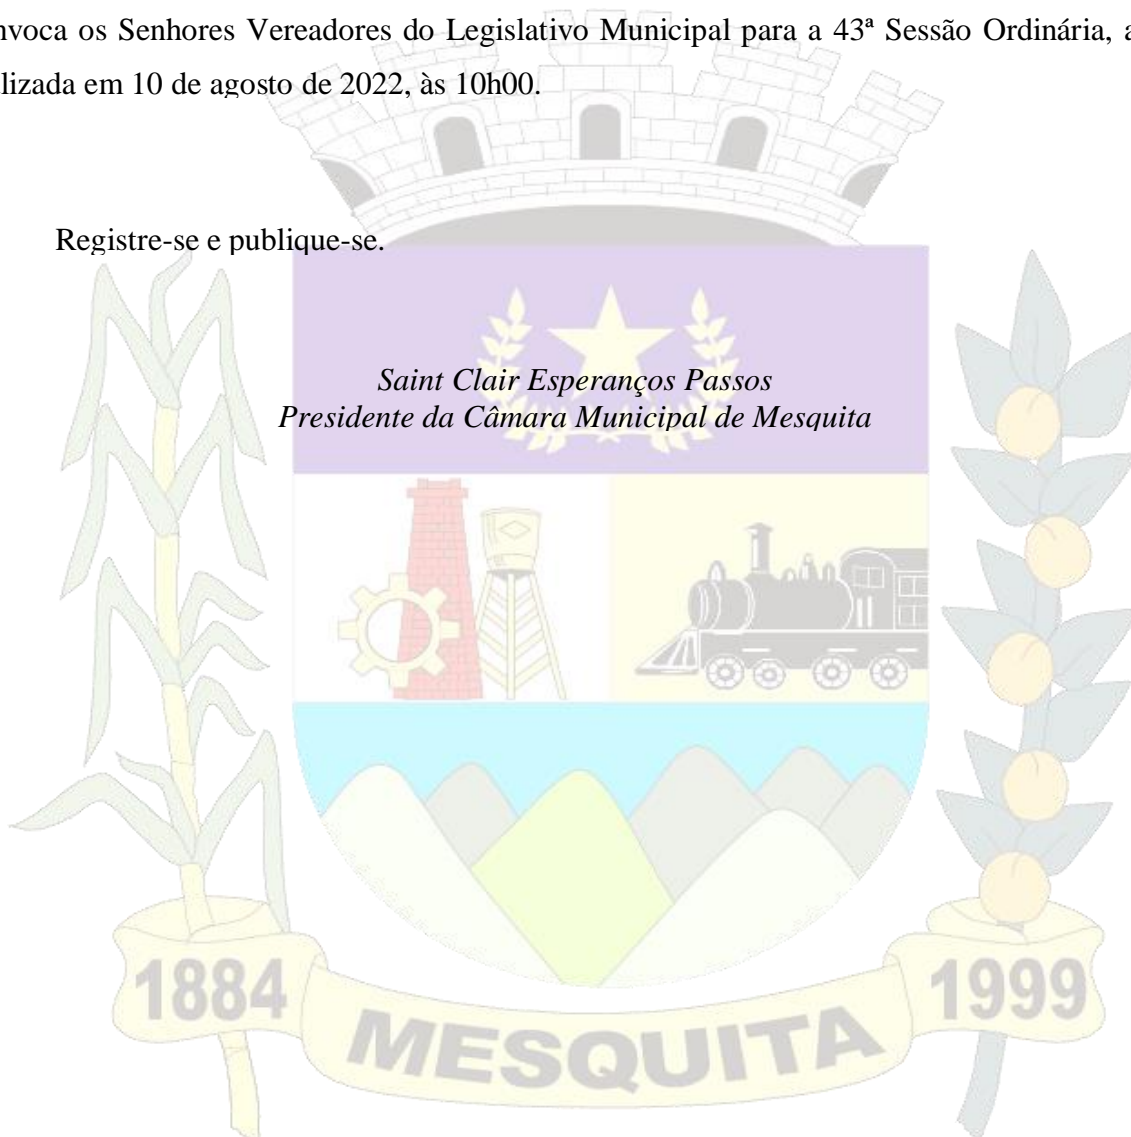 nvoca os Senhores Vereadores do Legislativo Municipal para a 43ª Sessão Ordinária, a
lizada em 10 de agosto de 2022, às 10h00.
Registre-se e publique-se.
Saint Clair Esperanços Passos
Presidente da Câmara Municipal de Mesquita
1884
MESQUITA
1999